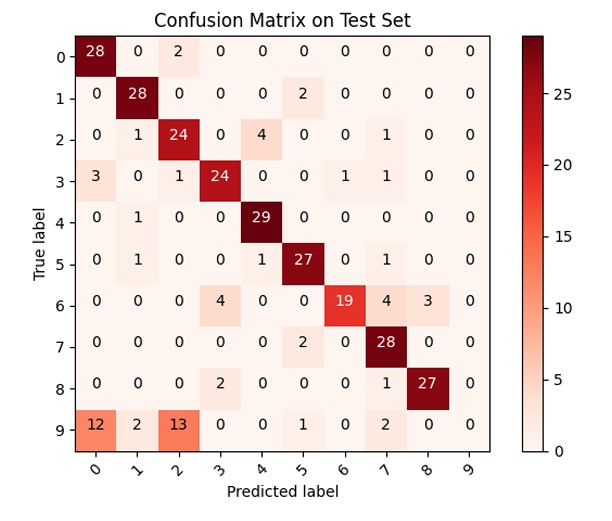 Confusion Matrix on Test Set
0 28 0 2 0 0 0 0 0 0 0
1 0 28 0 0 0 2 0 0 0 0
2 0 1 24 0 4 0 0 1 0 0
3 3 0 1 24 0 0 1 1 0 0
4 0 1 0 0 29 0 0 0 0 0
5 0 1 0 0 1 27 0 1 0 0
6 0 0 0 4 0 0 19 4 3 0
7 0 0 0 0 0 2 0 28 0 0
8 0 0 0 2 0 0 0 1 27 0
9 12 2 13 0 0 1 0 2 0 0
0 1 2 3 4 5 6 7 8 9
Predicted label
True label
25
20
15
10
5
0